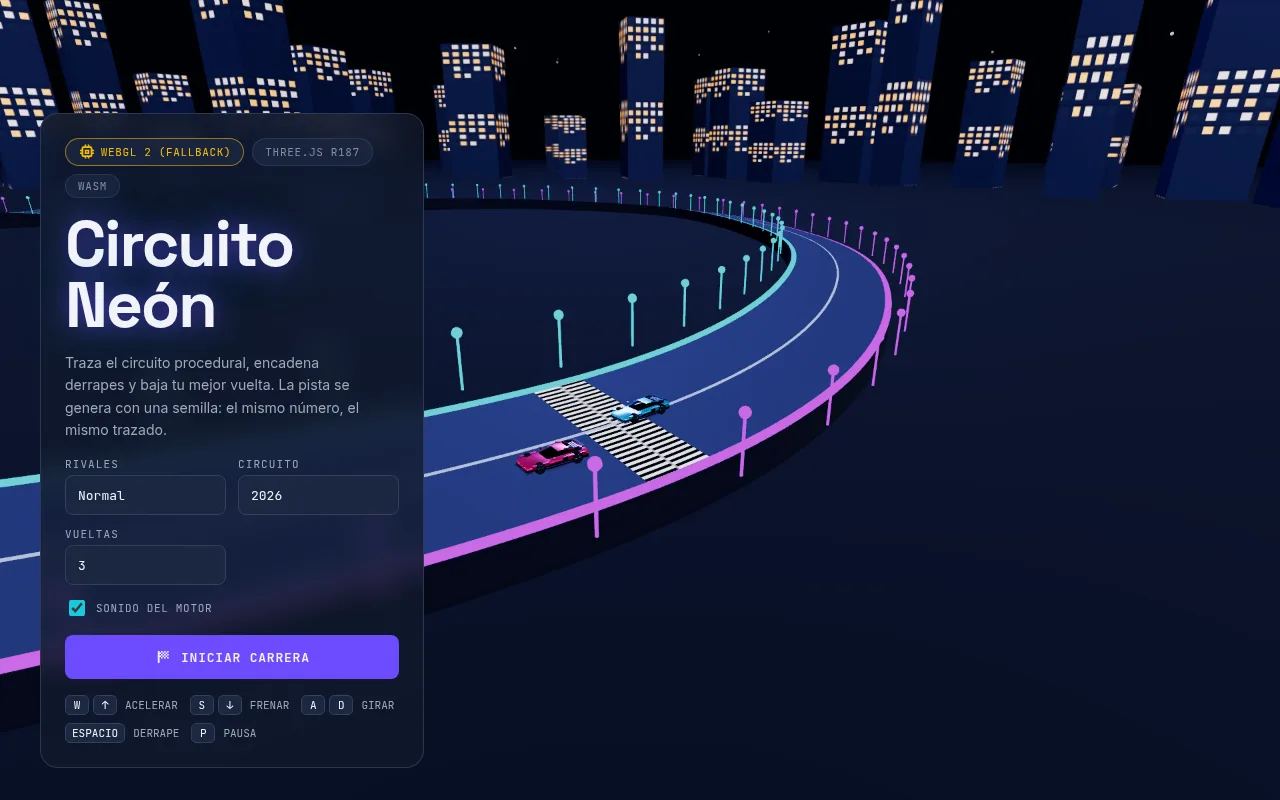 WEBGL 2 (FALLBACK) THREE.JS R187
WASM
Circuito
Neón
Traza el circuito procedural, encadena
derrapes y baja tu mejor vuelta. La pista se
genera con una semilla: el mismo número, el
mismo trazado.
RIVALES CIRCUITO
Normal 2026
VUELTAS
3
SONIDO DEL MOTOR
INICIAR CARRERA
W ↑ ACELERAR S ↓ FRENAR A D GIRAR
ESPACIO DERRAPE P PAUSA